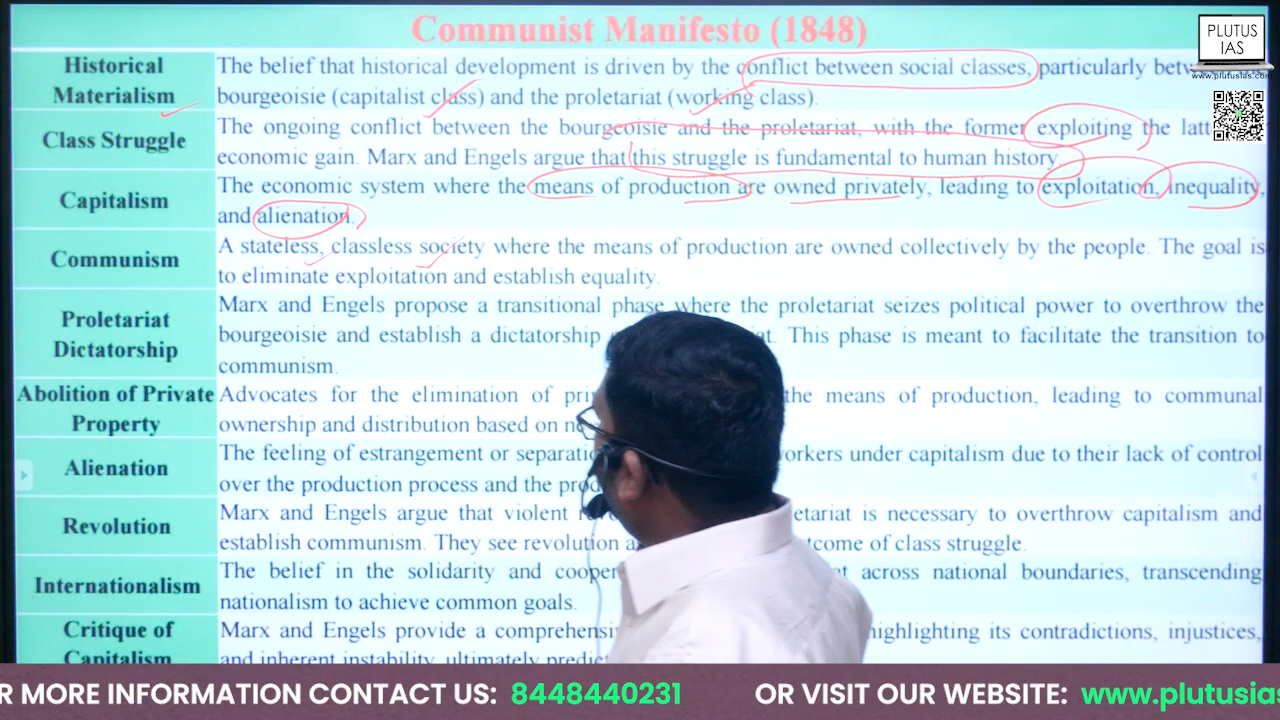 Communist Manifesto (1848)
PLUTUS
IAS
www.plutusias.com
Historical
Materialism
The belief that historical development is driven by the conflict between social classes, particularly
bourgeoisie (capitalist class) and the proletariat (working class).
Class Struggle
The ongoing conflict between the bourgeoisie and the proletariat, with the former exploiting the
economic gain. Marx and Engels argue that this struggle is fundamental to human history.
Capitalism
The economic system where the means of production are owned privately, leading to exploitation, inequality,
and alienation.
Communism
A stateless, classless society where the means of production are owned collectively by the people. The goal is
to eliminate exploitation and establish equality.
Proletariat
Dictatorship
Marx and Engels propose a transitional phase where the proletariat seizes political power to overthrow the
bourgeoisie and establish a dictatorship This phase is meant to facilitate the transition to
communism.
Abolition of Private
Property
Advocates for the elimination of the means of production, leading to communal
ownership and distribution based on
Alienation
The feeling of estrangement or workers under capitalism due to their lack of control
over the production process and the
Revolution
Marx and Engels argue that violent is necessary to overthrow capitalism and
establish communism. They see revolution of class struggle.
Internationalism
The belief in the solidarity and across national boundaries, transcending
nationalism to achieve common goals.
Critique of
Capitalism
Marx and Engels provide a highlighting its contradictions, injustices,
and inherent instability, ultimately
R MORE INFORMATION CONTACT US: 8448440231 OR VISIT OUR WEBSITE: www.plutusias